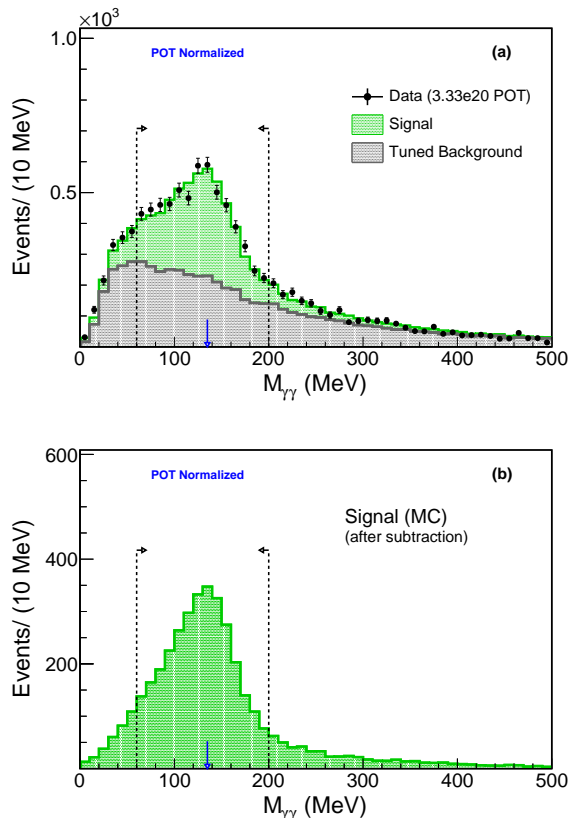 ×10³
1.0
POT Normalized
(a)
Data (3.33e20 POT)
Signal
Tuned Background
0.5
Events/ (10 MeV)
0 100 200 300 400 500
M_γγ (MeV)
600
POT Normalized
(b)
Signal (MC)
(after subtraction)
400
200
Events/ (10 MeV)
0 100 200 300 400 500
M_γγ (MeV)